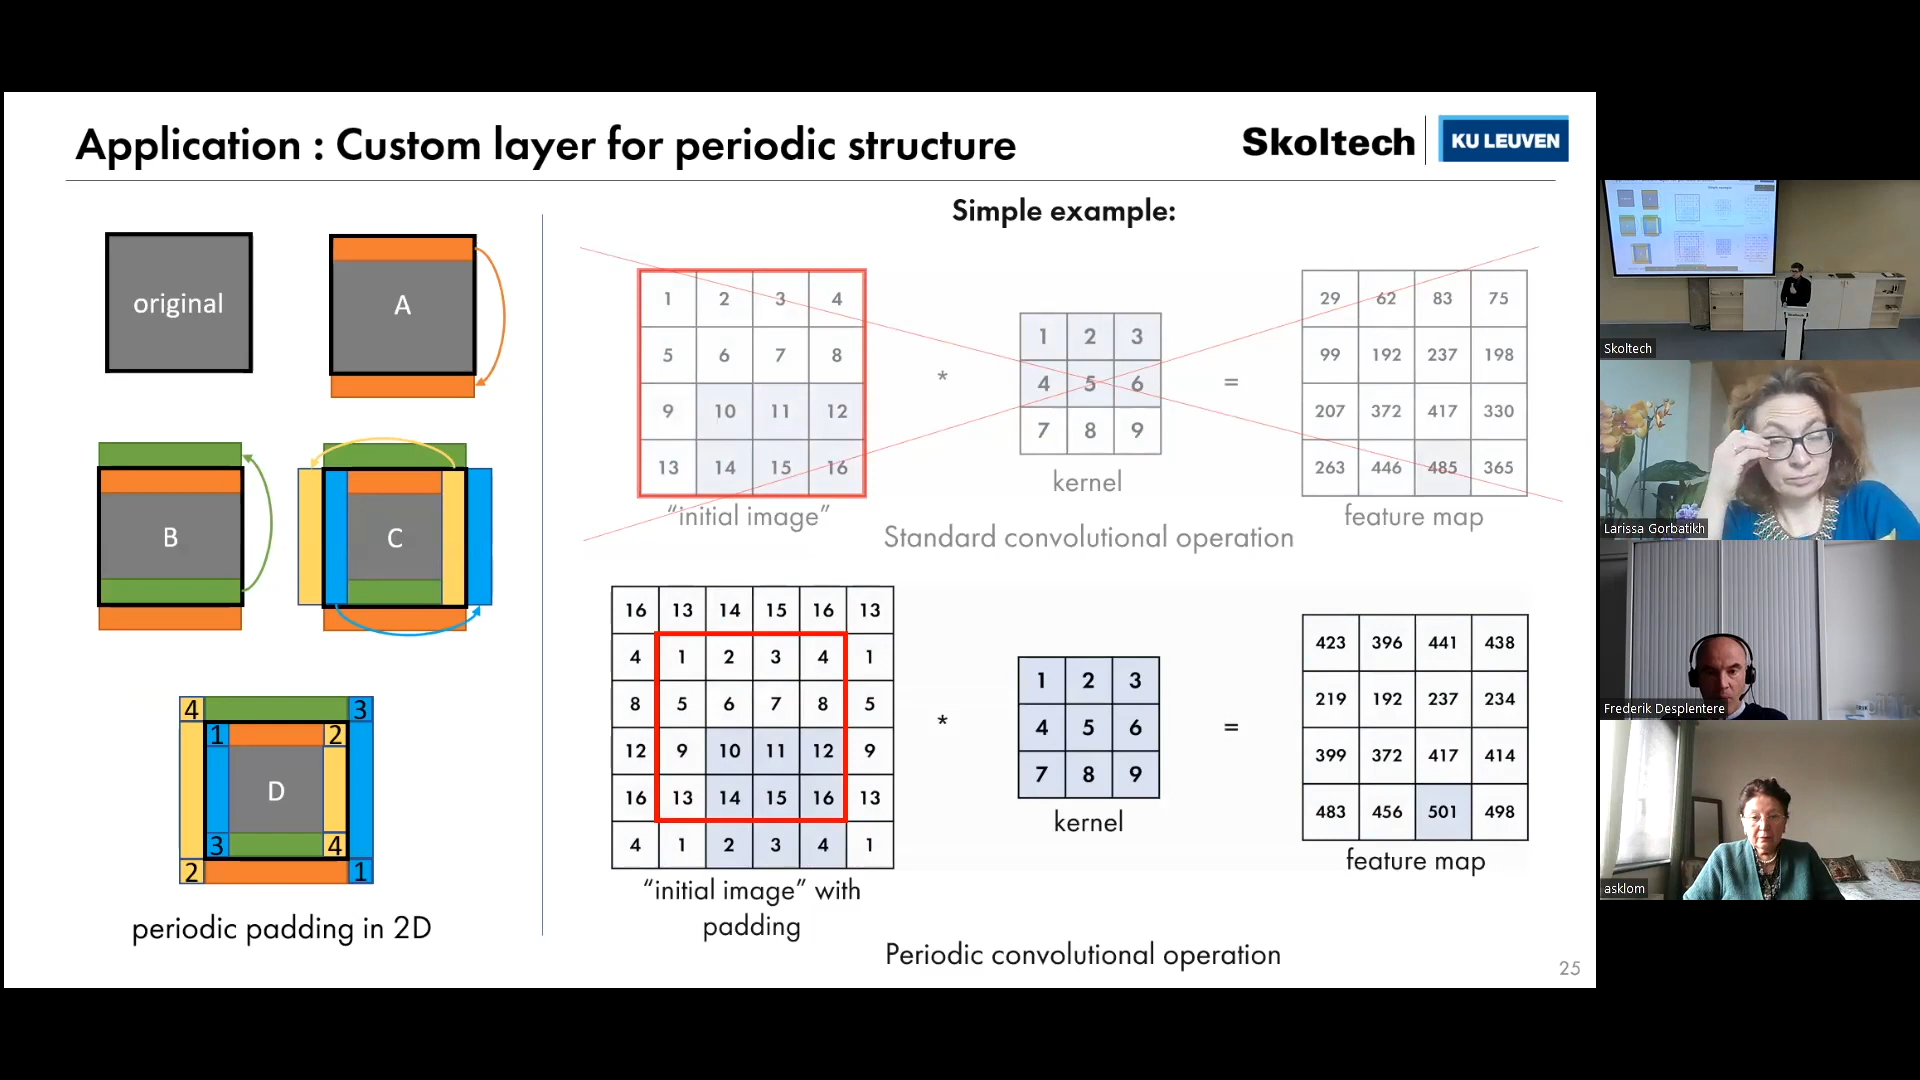 Application : Custom layer for periodic structure
Skoltech KU LEUVEN
original
A
B
C
4 3
1 2
D
3 4
2 1
periodic padding in 2D
Simple example:
1 2 3 4
5 6 7 8
9 10 11 12
13 14 15 16
“initial image”
*
1 2 3
4 5 6
7 8 9
kernel
=
29 62 83 75
99 192 237 198
207 372 417 330
263 446 485 365
feature map
Standard convolutional operation
16 13 14 15 16 13
4 1 2 3 4 1
8 5 6 7 8 5
12 9 10 11 12 9
16 13 14 15 16 13
4 1 2 3 4 1
“initial image” with
padding
*
1 2 3
4 5 6
7 8 9
kernel
=
423 396 441 438
219 192 237 234
399 372 417 414
483 456 501 498
feature map
Periodic convolutional operation
25
Skoltech
Larissa Gorbatikh
Frederik Desplentere
asklom